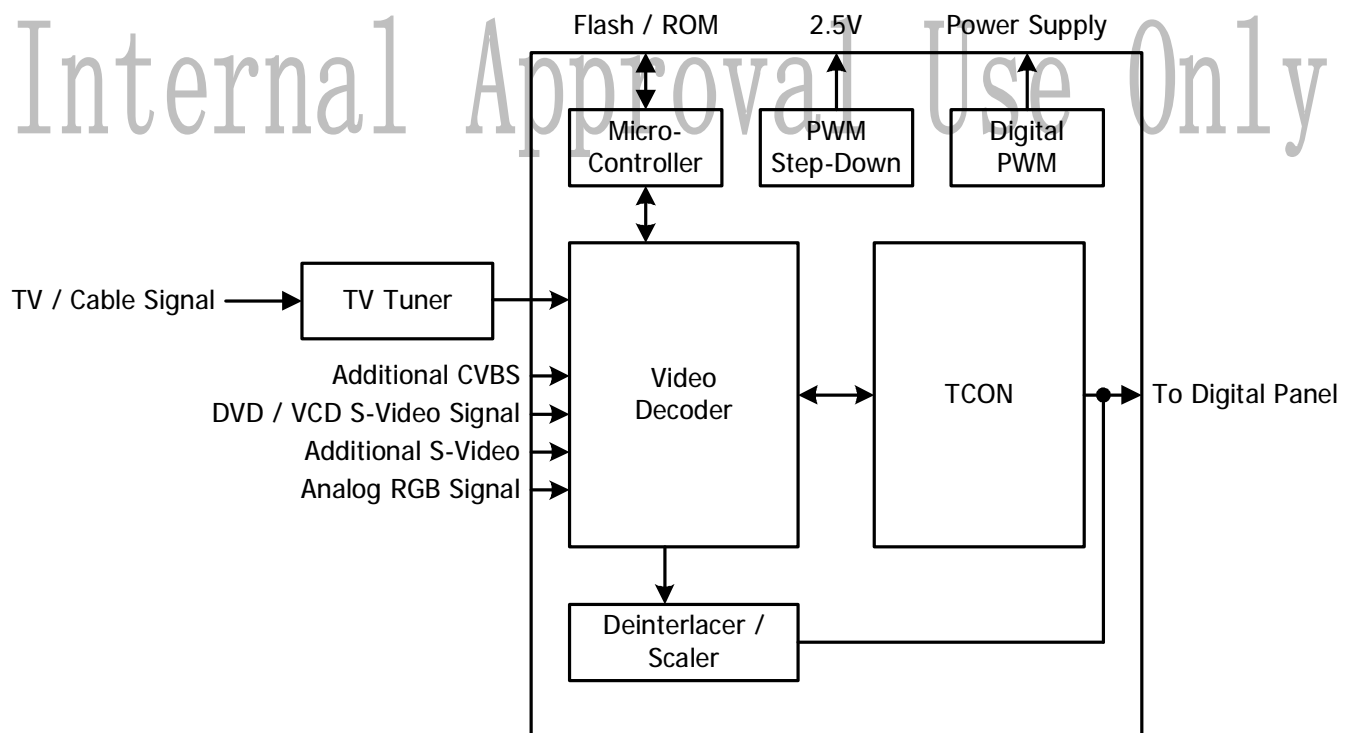 Flash / ROM
2.5V
Power Supply
Internal Approval Use Only
Micro-
Controller
PWM
Step-Down
Digital
PWM
TV / Cable Signal
TV Tuner
Additional CVBS
DVD / VCD S-Video Signal
Additional S-Video
Analog RGB Signal
Video
Decoder
TCON
To Digital Panel
Deinterlacer /
Scaler